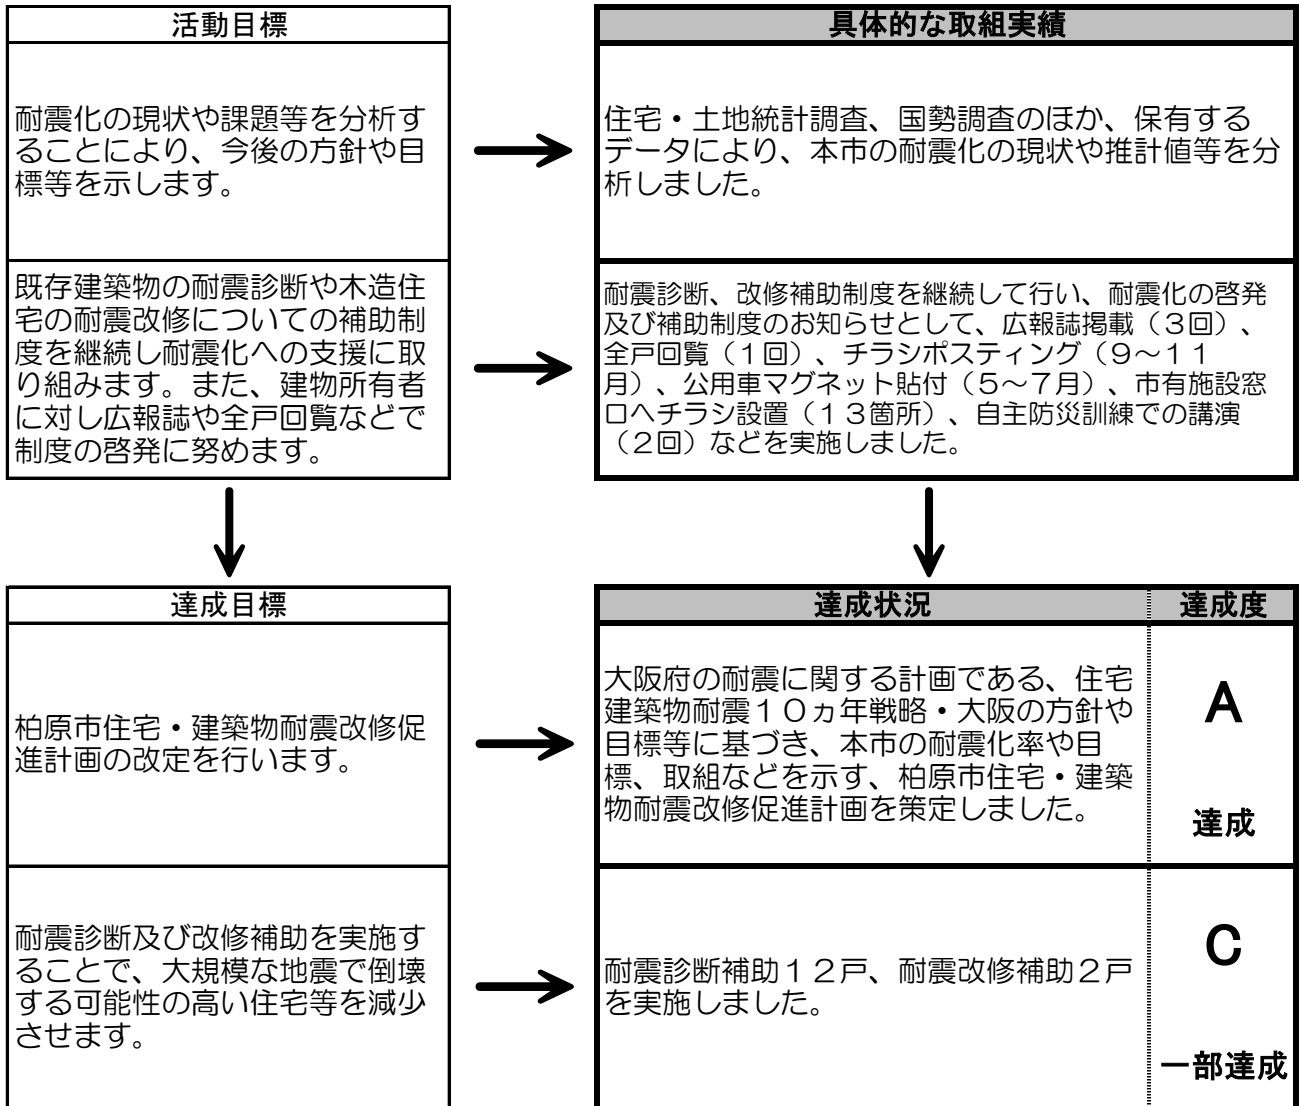 活動目標
耐震化の現状や課題等を分析す
ることにより、今後の方針や目
標等を示します。
既存建築物の耐震診断や木造住
宅の耐震改修についての補助制
度を継続し耐震化への支援に取
り組みます。また、建物所有者
に対し広報誌や全戸回覧などで
制度の啓発に努めます。
具体的な取組実績
住宅・土地統計調査、国勢調査のほか、保有する
データにより、本市の耐震化の現状や推計値等を分
析しました。
耐震診断、改修補助制度を継続して行い、耐震化の啓発
及び補助制度のお知らせとして、広報誌掲載（３回）、
全戸回覧（１回）、チラシポスティング（９～１１
月）、公用車マグネット貼付（５～７月）、市有施設窓
口へチラシ設置（１３箇所）、自主防災訓練での講演
（２回）などを実施しました。
達成目標
柏原市住宅・建築物耐震改修促
進計画の改定を行います。
耐震診断及び改修補助を実施す
ることで、大規模な地震で倒壊
する可能性の高い住宅等を減少
させます。
達成状況
達成度
大阪府の耐震に関する計画である、住宅
建築物耐震１０ヵ年戦略・大阪の方針や
目標等に基づき、本市の耐震化率や目
標、取組などを示す、柏原市住宅・建築
物耐震改修促進計画を策定しました。
A
達成
耐震診断補助１２戸、耐震改修補助２戸
を実施しました。
C
一部達成